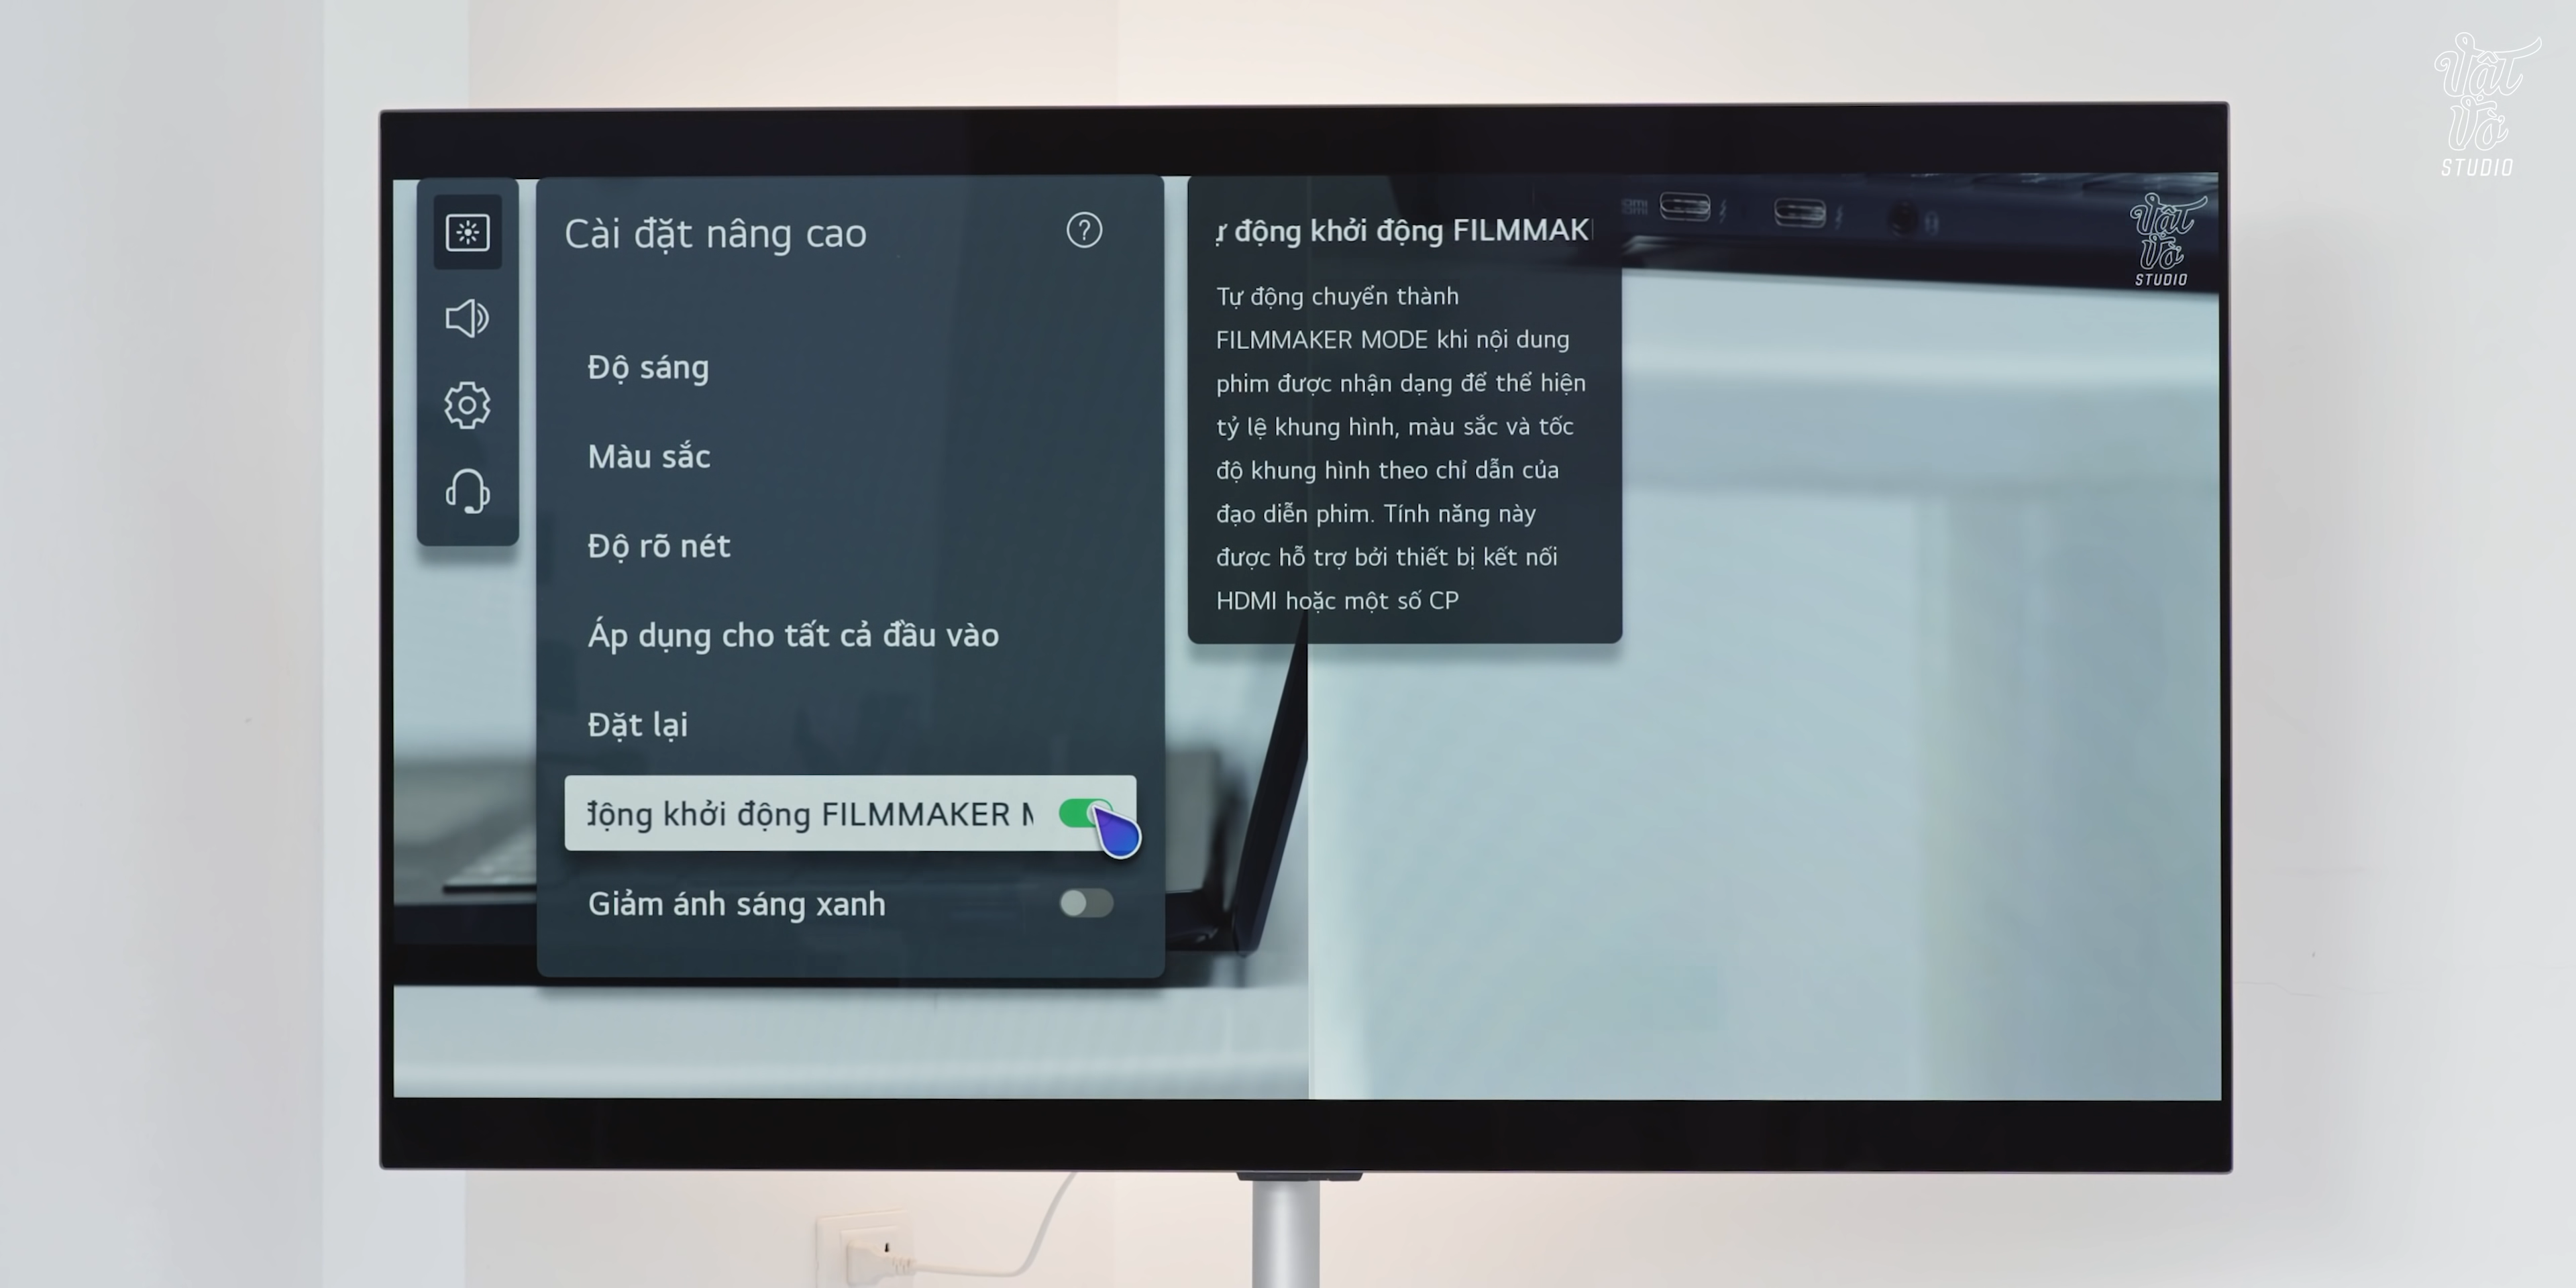 Vật
Vờ
STUDIO
Cài đặt nâng cao
?
Độ sáng
Màu sắc
Độ rõ nét
Áp dụng cho tất cả đầu vào
Đặt lại
động khởi động FILMMAKER
Giảm ánh sáng xanh
động khởi động FILMMAK
Tự động chuyển thành
FILMMAKER MODE khi nội dung
phim được nhận dạng để thể hiện
tỷ lệ khung hình, màu sắc và tốc
độ khung hình theo chỉ dẫn của
đạo diễn phim. Tính năng này
được hỗ trợ bởi thiết bị kết nối
HDMI hoặc một số CP
Vật
Vờ
STUDIO